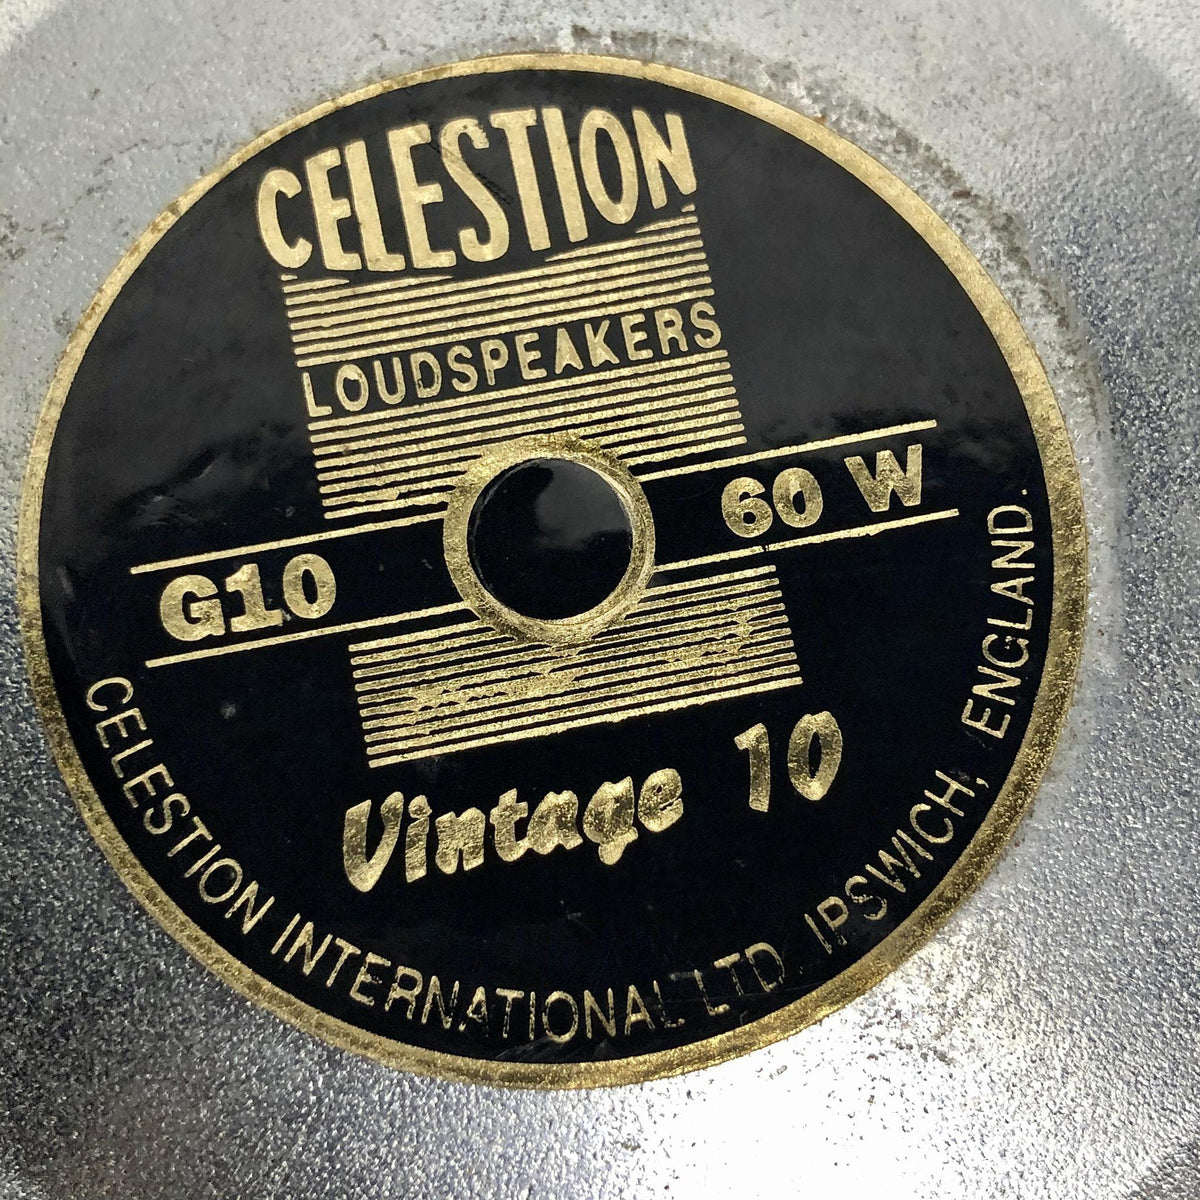 CELESTION
LOUDSPEAKERS
G10 60 W
Vintage 10
CELESTION INTERNATIONAL LTD IPSWICH, ENGLAND.